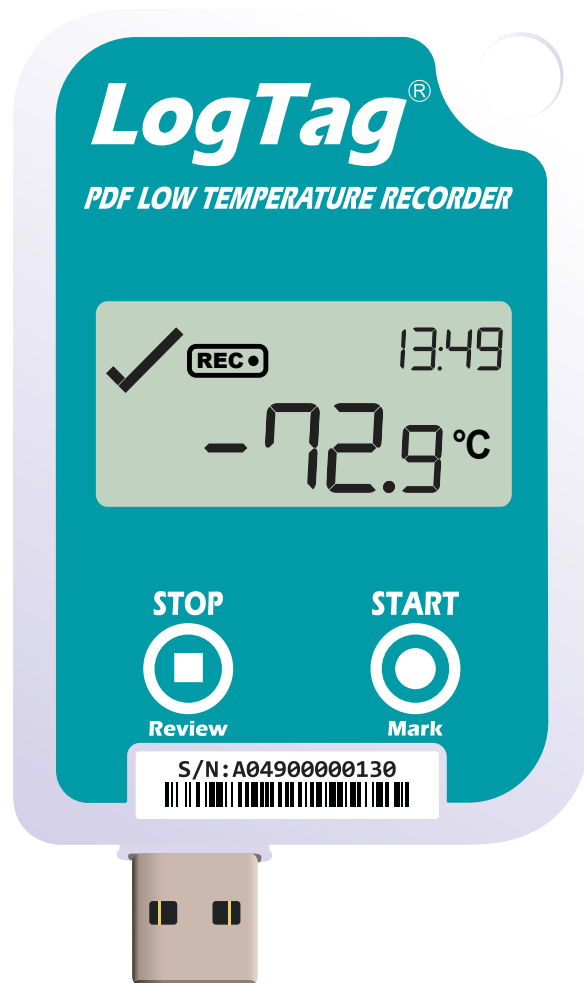 LogTag®
PDF LOW TEMPERATURE RECORDER
REC 13:49
-72.9 °C
STOP START
Review Mark
S/N:A04900000130